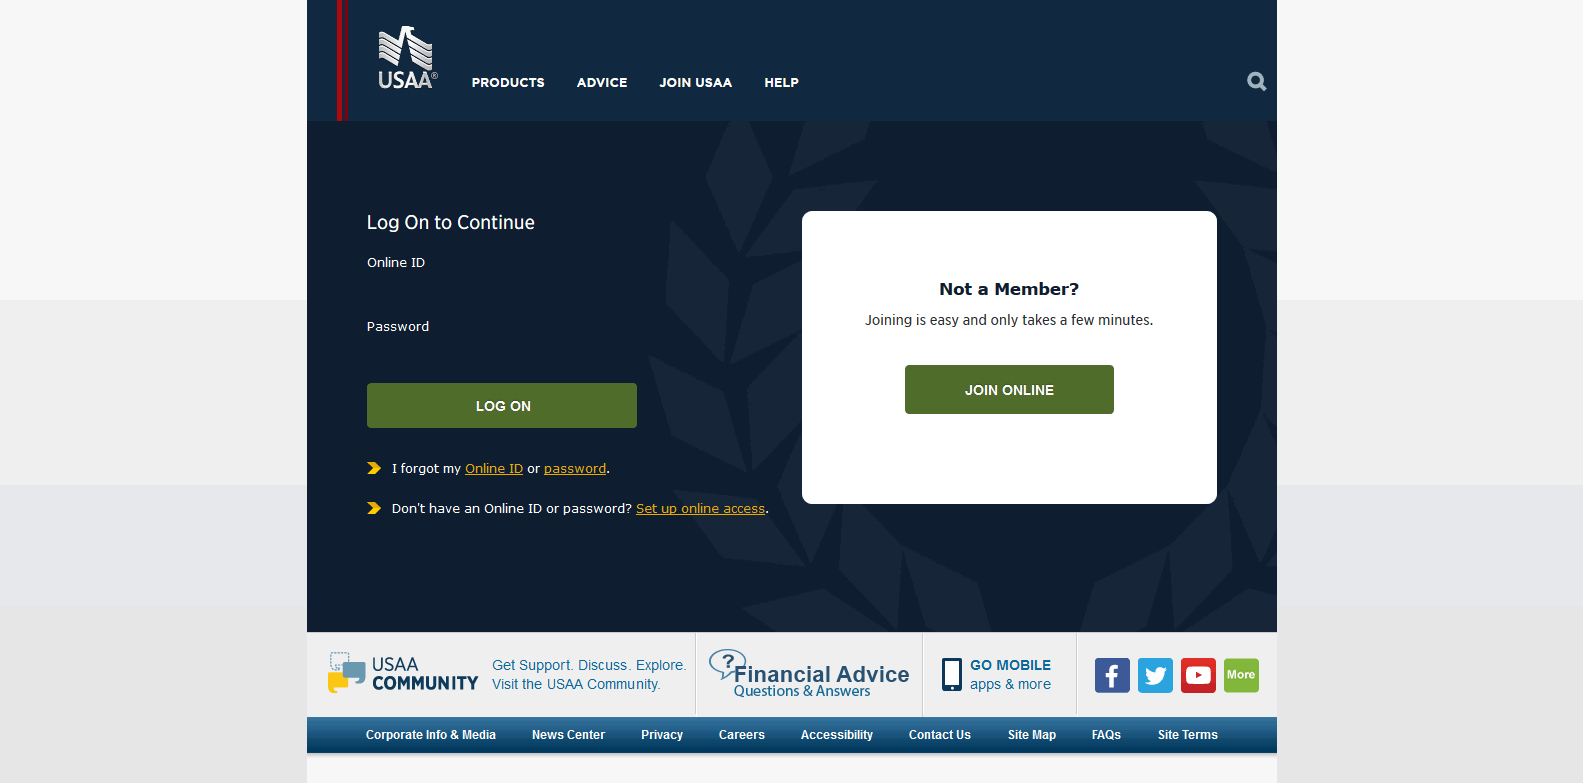 USAA®
PRODUCTS
ADVICE
JOIN USAA
HELP
Log On to Continue
Online ID
Password
LOG ON
I forgot my Online ID or password.
Don't have an Online ID or password? Set up online access.
Not a Member?
Joining is easy and only takes a few minutes.
JOIN ONLINE
USAA
COMMUNITY
Get Support. Discuss. Explore.
Visit the USAA Community.
?
Financial Advice
Questions & Answers
GO MOBILE
apps & more
More
Corporate Info & Media
News Center
Privacy
Careers
Accessibility
Contact Us
Site Map
FAQs
Site Terms